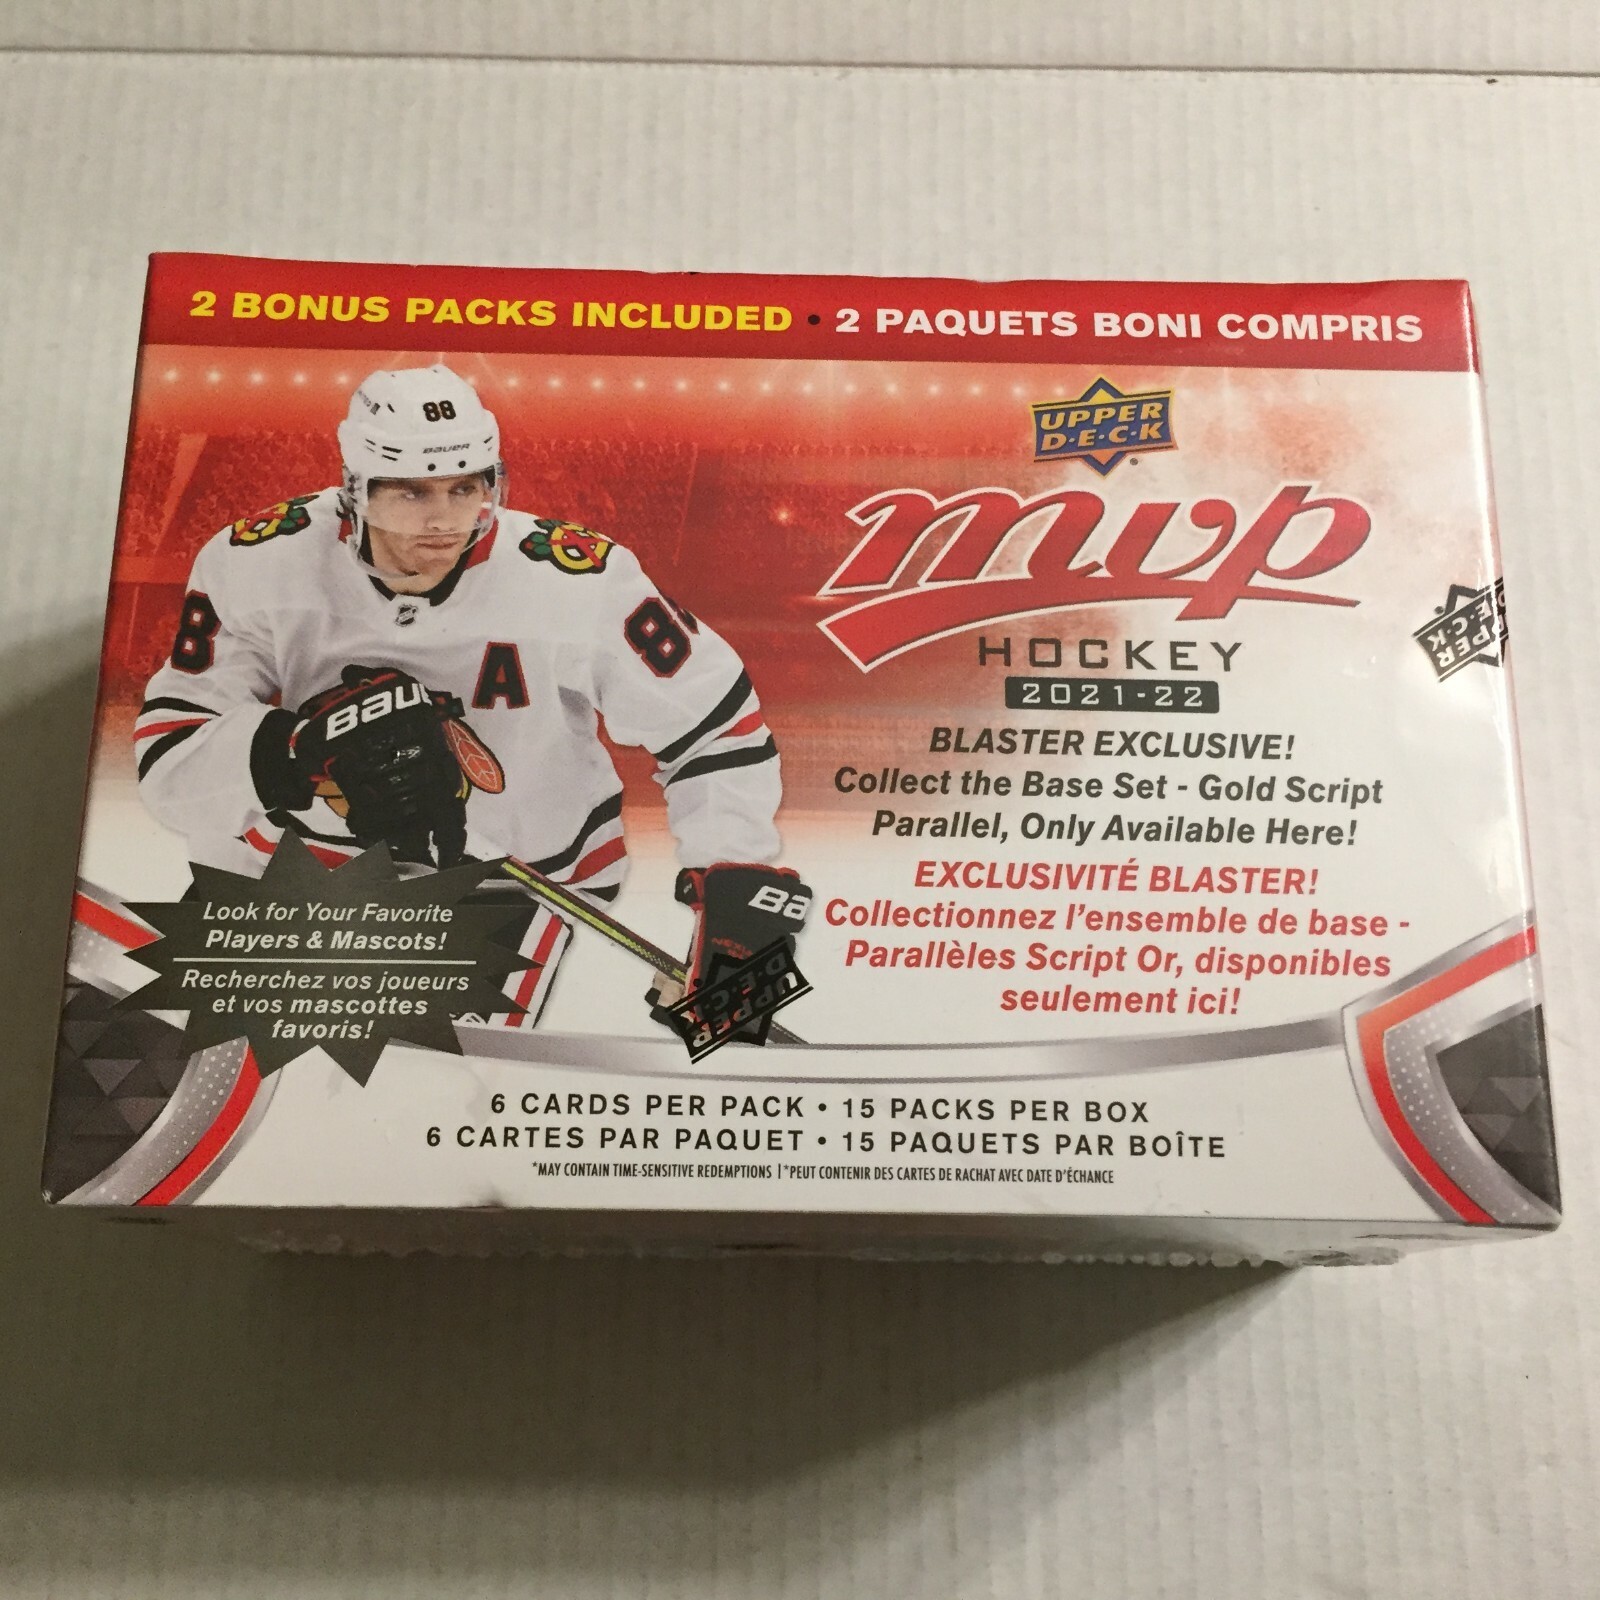 2 BONUS PACKS INCLUDED • 2 PAQUETS BONI COMPRIS
88
BAUER
UPPER
D·E·C·K
mvp
HOCKEY
2021-22
8
88
A
BAU
BLASTER EXCLUSIVE!
Collect the Base Set - Gold Script
Parallel, Only Available Here!
EXCLUSIVITÉ BLASTER!
Collectionnez l'ensemble de base -
Parallèles Script Or, disponibles
seulement ici!
Ba
Look for Your Favorite
Players & Mascots!
Recherchez vos joueurs
et vos mascottes
favoris!
UPPER
D·E·C·K
UPPER
D·E·C·K
6 CARDS PER PACK • 15 PACKS PER BOX
6 CARTES PAR PAQUET • 15 PAQUETS PAR BOÎTE
*MAY CONTAIN TIME-SENSITIVE REDEMPTIONS | *PEUT CONTENIR DES CARTES DE RACHAT AVEC DATE D'ÉCHANCE